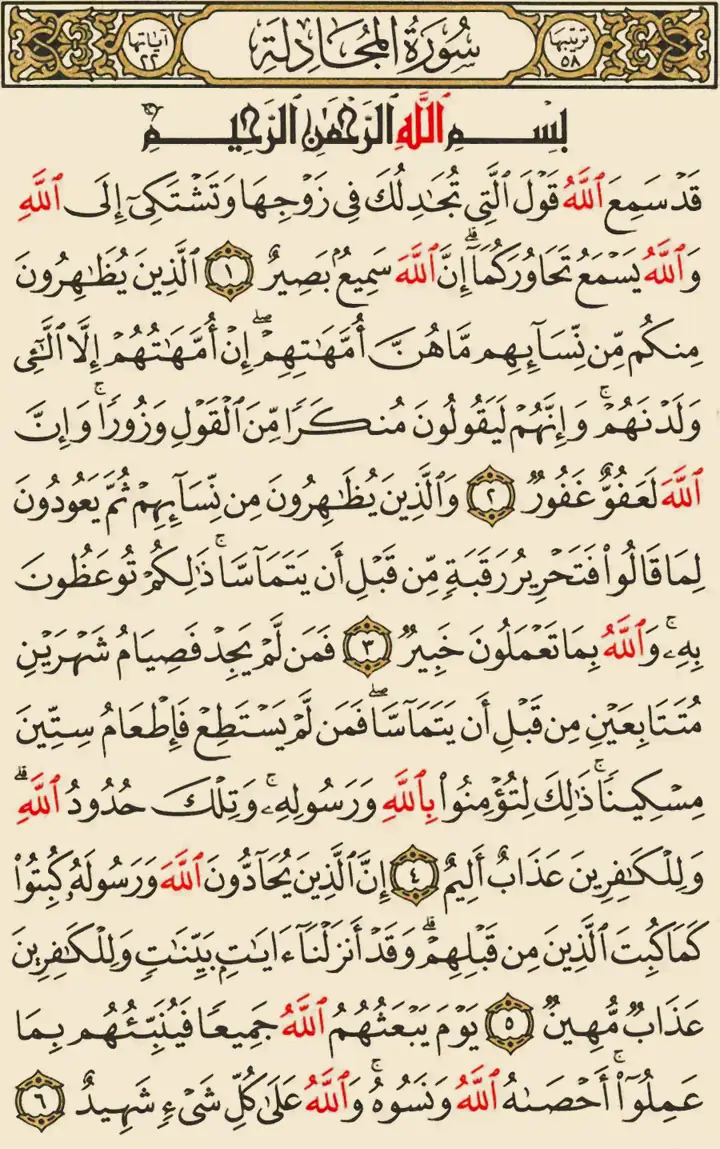 ترتيبها ٥٨ سُورَةُ المُجَادلَةِ آياتها ٢٢
بِسْمِ ٱللَّهِ ٱلرَّحْمَٰنِ ٱلرَّحِيمِ
قَدْ سَمِعَ ٱللَّهُ قَوْلَ ٱلَّتِي تُجَٰدِلُكَ فِي زَوْجِهَا وَتَشْتَكِيٓ إِلَى ٱللَّهِ
وَٱللَّهُ يَسْمَعُ تَحَاوُرَكُمَآۚ إِنَّ ٱللَّهَ سَمِيعُۢ بَصِيرٌ ١ ٱلَّذِينَ يُظَٰهِرُونَ
مِنكُم مِّن نِّسَآئِهِم مَّا هُنَّ أُمَّهَٰتِهِمْۖ إِنْ أُمَّهَٰتُهُمْ إِلَّا ٱلَّٰٓـِٔي
وَلَدْنَهُمْۚ وَإِنَّهُمْ لَيَقُولُونَ مُنكَرًا مِّنَ ٱلْقَوْلِ وَزُورًاۚ وَإِنَّ
ٱللَّهَ لَعَفُوٌّ غَفُورٌ ٢ وَٱلَّذِينَ يُظَٰهِرُونَ مِن نِّسَآئِهِمْ ثُمَّ يَعُودُونَ
لِمَا قَالُوا۟ فَتَحْرِيرُ رَقَبَةٍ مِّن قَبْلِ أَن يَتَمَآسَّاۚ ذَٰلِكُمْ تُوعَظُونَ
بِهِۦۚ وَٱللَّهُ بِمَا تَعْمَلُونَ خَبِيرٌ ٣ فَمَن لَّمْ يَجِدْ فَصِيَامُ شَهْرَيْنِ
مُتَتَابِعَيْنِ مِن قَبْلِ أَن يَتَمَآسَّاۖ فَمَن لَّمْ يَسْتَطِعْ فَإِطْعَامُ سِتِّينَ
مِسْكِينًاۚ ذَٰلِكَ لِتُؤْمِنُوا۟ بِٱللَّهِ وَرَسُولِهِۦۚ وَتِلْكَ حُدُودُ ٱللَّهِۗ
وَلِلْكَٰفِرِينَ عَذَابٌ أَلِيمٌ ٤ إِنَّ ٱلَّذِينَ يُحَآدُّونَ ٱللَّهَ وَرَسُولَهُۥ كُبِتُوا۟
كَمَا كُبِتَ ٱلَّذِينَ مِن قَبْلِهِمْۗ وَقَدْ أَنزَلْنَآ ءَايَٰتٍۭ بَيِّنَٰتٍۚ وَلِلْكَٰفِرِينَ
عَذَابٌ مُّهِينٌ ٥ يَوْمَ يَبْعَثُهُمُ ٱللَّهُ جَمِيعًا فَيُنَبِّئُهُم بِمَا
عَمِلُوٓا۟ۚ أَحْصَىٰهُ ٱللَّهُ وَنَسُوهُۚ وَٱللَّهُ عَلَىٰ كُلِّ شَيْءٍ شَهِيدٌ ٦